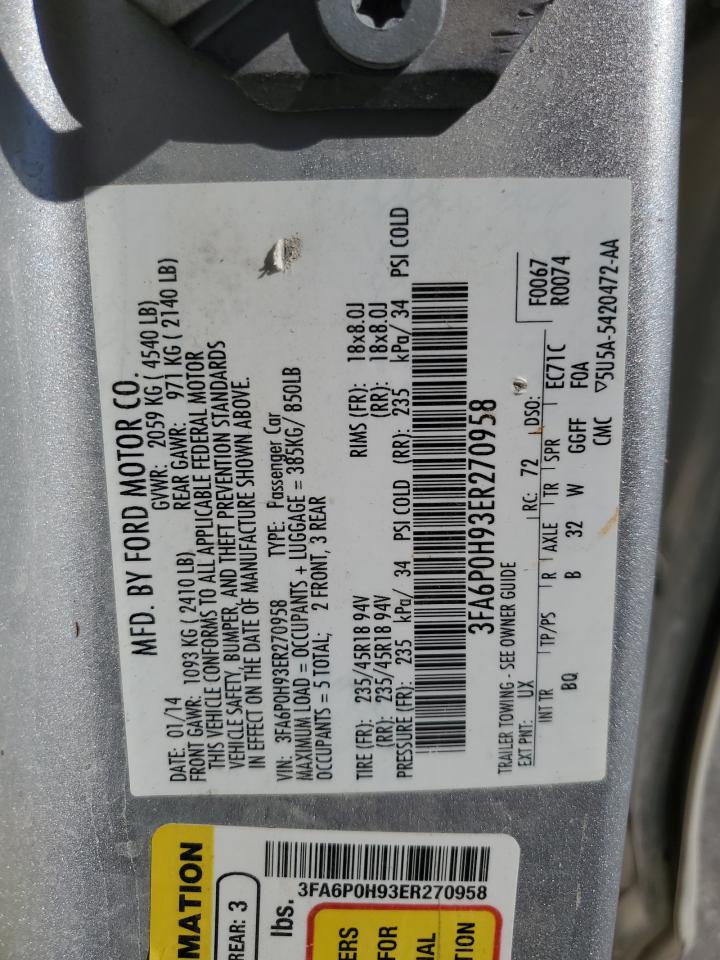 MFD. BY FORD MOTOR CO.
DATE: 01/14 GVWR: 2059 KG ( 4540 LB)
FRONT GAWR: 1093 KG ( 2410 LB) REAR GAWR: 971 KG ( 2140 LB)
THIS VEHICLE CONFORMS TO ALL APPLICABLE FEDERAL MOTOR
VEHICLE SAFETY, BUMPER, AND THEFT PREVENTION STANDARDS
IN EFFECT ON THE DATE OF MANUFACTURE SHOWN ABOVE.
VIN: 3FA6P0H93ER270958 TYPE: Passenger Car
MAXIMUM LOAD = OCCUPANTS + LUGGAGE = 385KG/ 850LB
OCCUPANTS = 5 TOTAL; 2 FRONT, 3 REAR
TIRE (FR): 235/45R18 94V RIMS (FR): 18x8.0J
(RR): 235/45R18 94V (RR): 18x8.0J
PRESSURE (FR): 235 kPa/ 34 PSI COLD (RR): 235 kPa/ 34 PSI COLD
3FA6P0H93ER270958
TRAILER TOWING - SEE OWNER GUIDE
EXT PNT: UX RC: 72 DSO: F0067
R0074
INT TR TP/PS R AXLE TR SPR EC71C
BQ B 32 W GGFF F0A
CMC ▽5U5A-5420472-AA
MATION
REAR: 3
lbs.
3FA6P0H93ER270958
ERS
FOR
IAL
TION